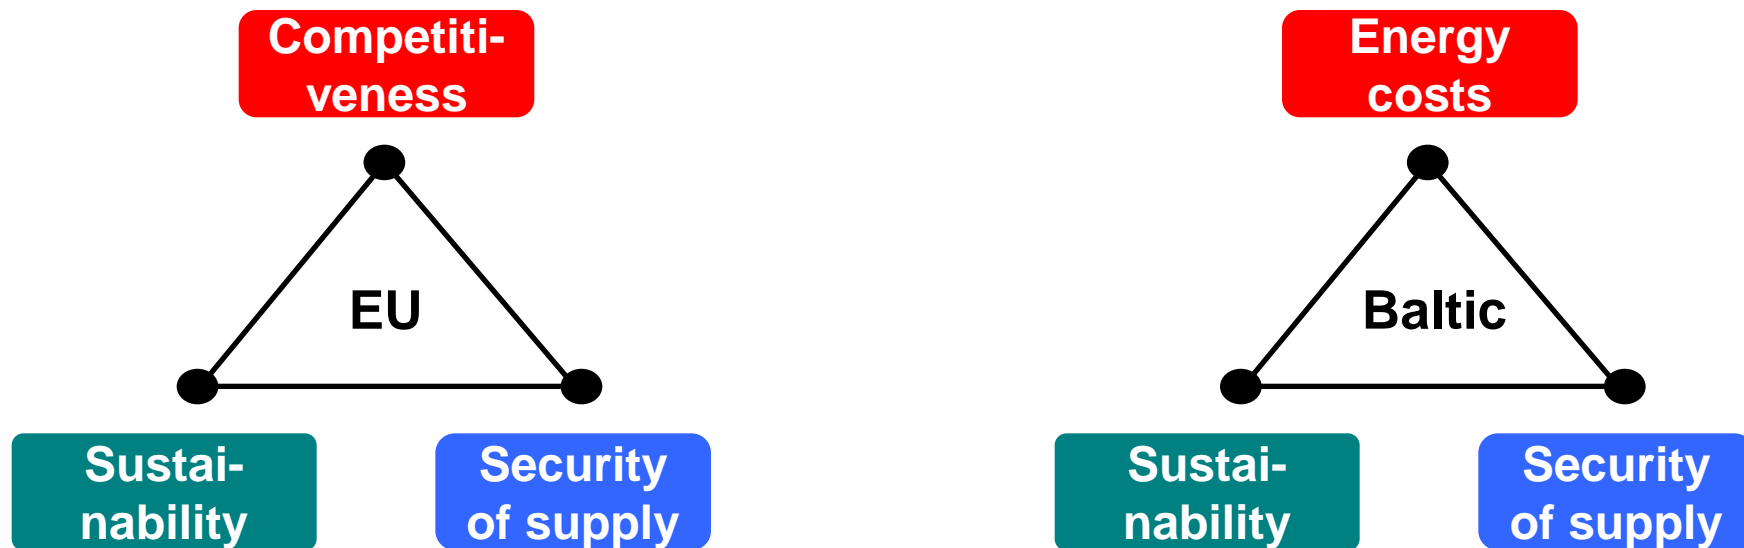 Competiti-
veness
EU
Sustai-
nability
Security
of supply
Energy
costs
Baltic
Sustai-
nability
Security
of supply